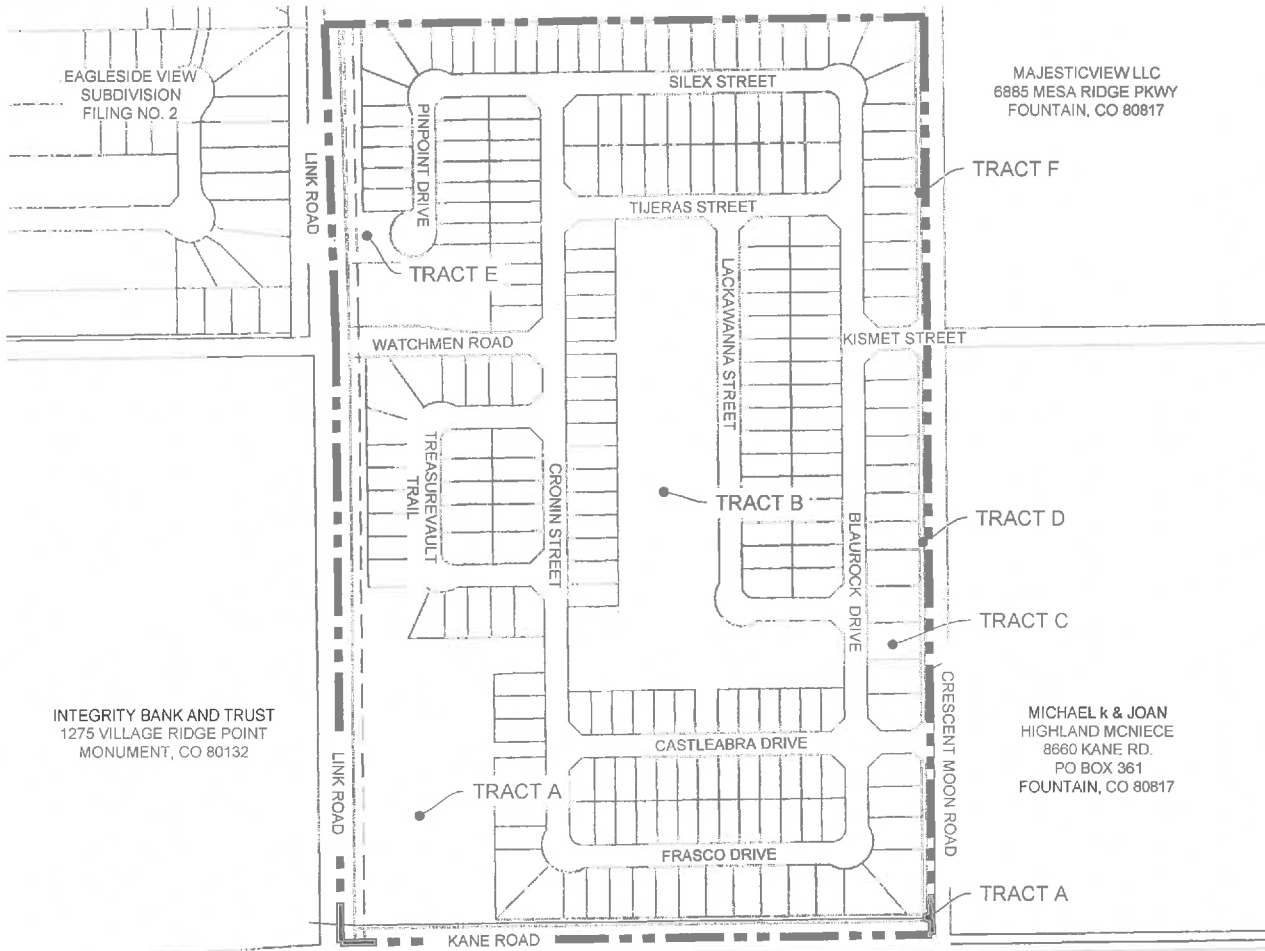 EAGLESIDE VIEW
SUBDIVISION
FILING NO. 2
MAJESTICVIEW LLC
6885 MESA RIDGE PKWY
FOUNTAIN, CO 80817
SILEX STREET
PINPOINT DRIVE
LINK ROAD
TRACT F
TIJERAS STREET
TRACT E
LACKAWANNA STREET
WATCHMEN ROAD
KISMET STREET
TREASUREVAULT
TRAIL
CRONIN STREET
TRACT B
BLAUROCK DRIVE
TRACT D
TRACT C
INTEGRITY BANK AND TRUST
1275 VILLAGE RIDGE POINT
MONUMENT, CO 80132
LINK ROAD
CASTLEABRA DRIVE
CRESCENT MOON ROAD
MICHAEL k & JOAN
HIGHLAND MCNIECE
8660 KANE RD.
PO BOX 361
FOUNTAIN, CO 80817
TRACT A
FRASCO DRIVE
TRACT A
KANE ROAD